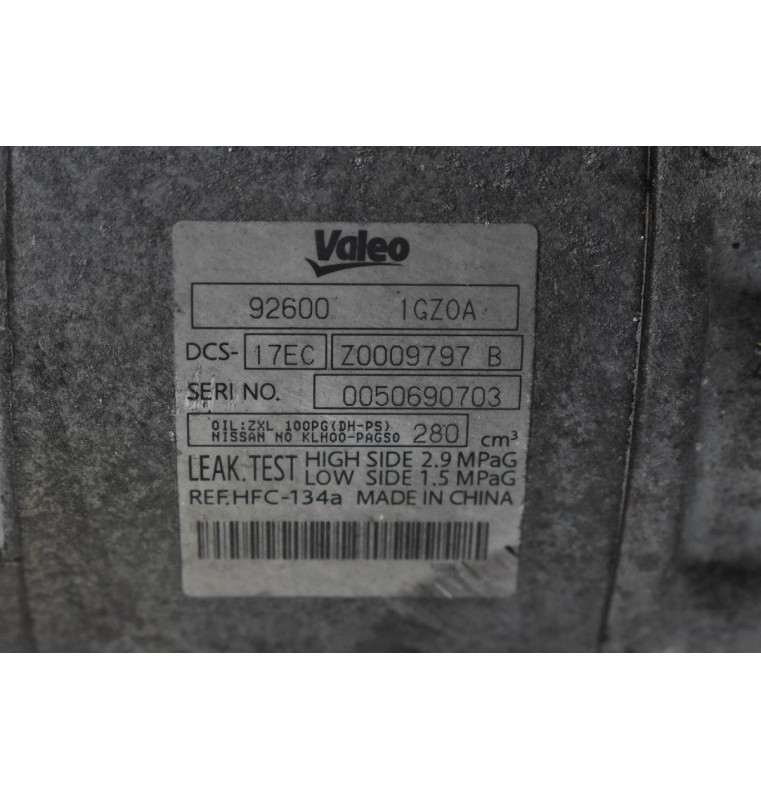 Valeo
92600 1GZ0A
DCS- 17EC Z0009797 B
SERI NO. 0050690703
OIL:ZXL 100PG(DH-PS)
NISSAN NO KLH00-PAGS0 280 cm³
LEAK.TEST HIGH SIDE 2.9 MPaG
LOW SIDE 1.5 MPaG
REF.HFC-134a MADE IN CHINA